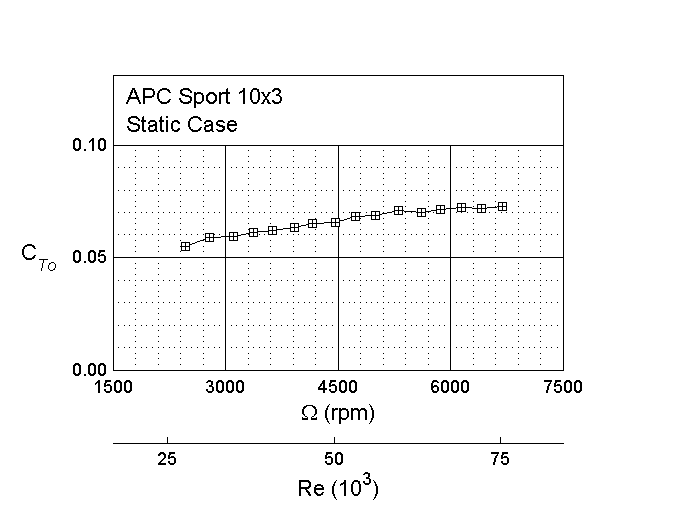 APC Sport 10x3
Static Case
0.10
0.05
0.00
C_To
1500 3000 4500 6000 7500
Ω (rpm)
25 50 75
Re (10^3)